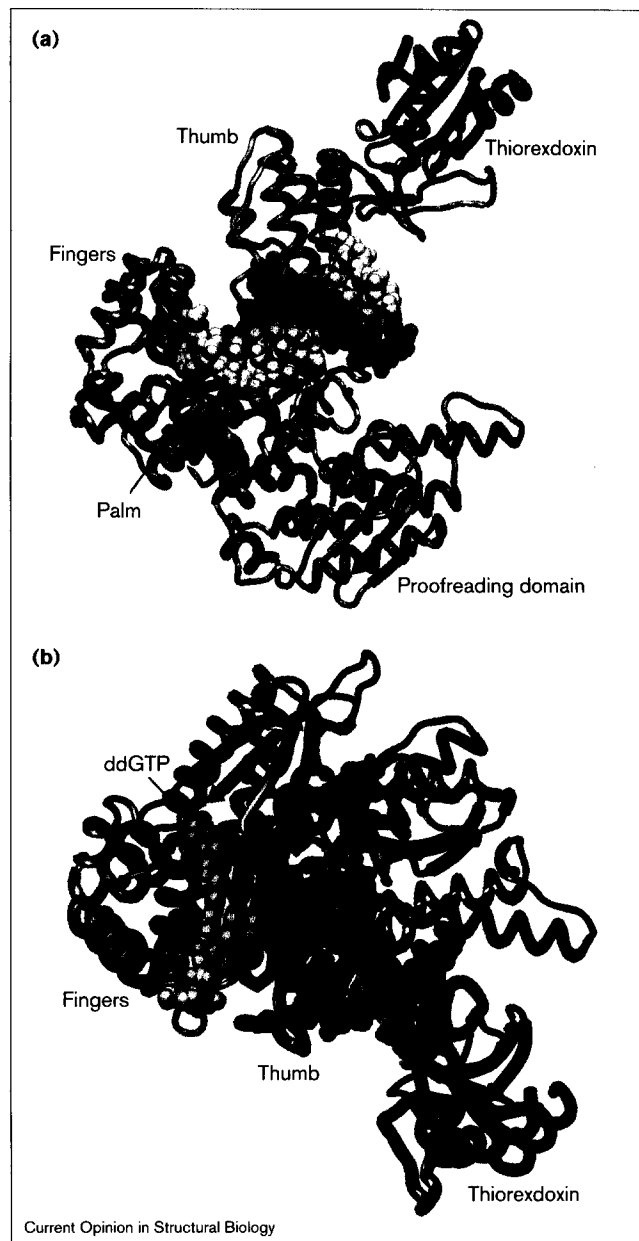 (a)
Thumb
Thiorexdoxin
Fingers
Palm
Proofreading domain
(b)
ddGTP
Fingers
Thumb
Thiorexdoxin
Current Opinion in Structural Biology